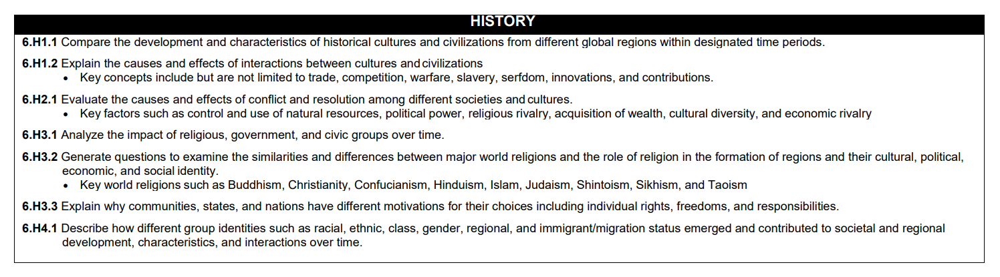 HISTORY
6.H1.1 Compare the development and characteristics of historical cultures and civilizations from different global regions within designated time periods.
6.H1.2 Explain the causes and effects of interactions between cultures and civilizations
• Key concepts include but are not limited to trade, competition, warfare, slavery, serfdom, innovations, and contributions.
6.H2.1 Evaluate the causes and effects of conflict and resolution among different societies and cultures.
• Key factors such as control and use of natural resources, political power, religious rivalry, acquisition of wealth, cultural diversity, and economic rivalry
6.H3.1 Analyze the impact of religious, government, and civic groups over time.
6.H3.2 Generate questions to examine the similarities and differences between major world religions and the role of religion in the formation of regions and their cultural, political,
economic, and social identity.
• Key world religions such as Buddhism, Christianity, Confucianism, Hinduism, Islam, Judaism, Shintoism, Sikhism, and Taoism
6.H3.3 Explain why communities, states, and nations have different motivations for their choices including individual rights, freedoms, and responsibilities.
6.H4.1 Describe how different group identities such as racial, ethnic, class, gender, regional, and immigrant/migration status emerged and contributed to societal and regional
development, characteristics, and interactions over time.